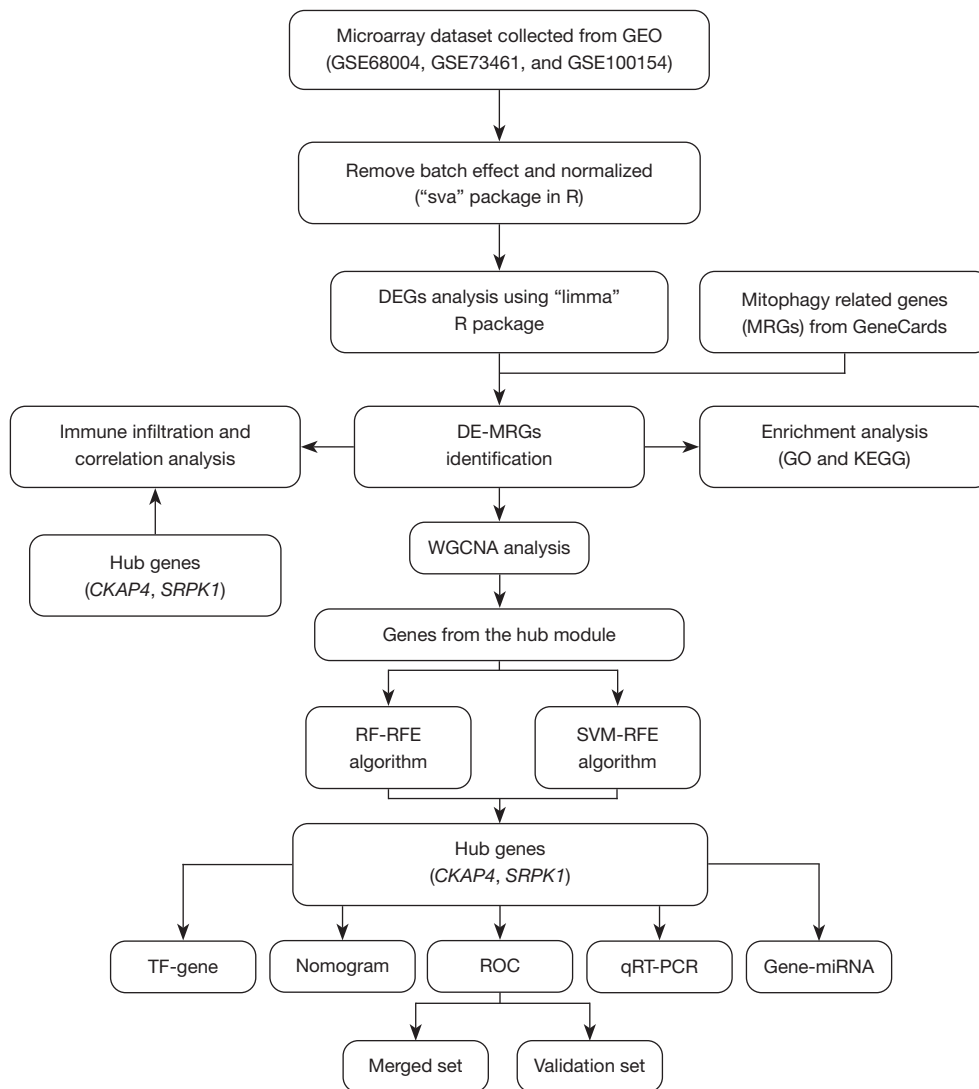 Microarray dataset collected from GEO
(GSE68004, GSE73461, and GSE100154)
Remove batch effect and normalized
(“sva” package in R)
DEGs analysis using “limma”
R package
Mitophagy related genes
(MRGs) from GeneCards
Immune infiltration and
correlation analysis
DE-MRGs
identification
Enrichment analysis
(GO and KEGG)
WGCNA analysis
Hub genes
(CKAP4, SRPK1)
Genes from the hub module
RF-RFE
algorithm
SVM-RFE
algorithm
Hub genes
(CKAP4, SRPK1)
TF-gene
Nomogram
ROC
qRT-PCR
Gene-miRNA
Merged set
Validation set